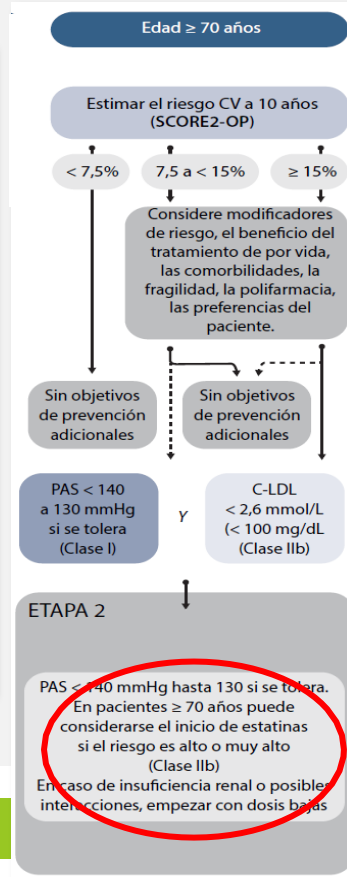 Edad ≥ 70 años
Estimar el riesgo CV a 10 años
(SCORE2-OP)
< 7,5%
7,5 a < 15%
≥ 15%
Considere modificadores
de riesgo, el beneficio del
tratamiento de por vida,
las comorbilidades, la
fragilidad, la polifarmacia,
las preferencias del
paciente.
Sin objetivos
de prevención
adicionales
Sin objetivos
de prevención
adicionales
PAS < 140
a 130 mmHg
si se tolera
(Clase I)
Y
C-LDL
< 2,6 mmol/L
(< 100 mg/dL
(Clase IIb)
ETAPA 2
PAS < 140 mmHg hasta 130 si se tolera.
En pacientes ≥ 70 años puede
considerarse el inicio de estatinas
si el riesgo es alto o muy alto
(Clase IIb)
En caso de insuficiencia renal o posibles
interacciones, empezar con dosis bajas